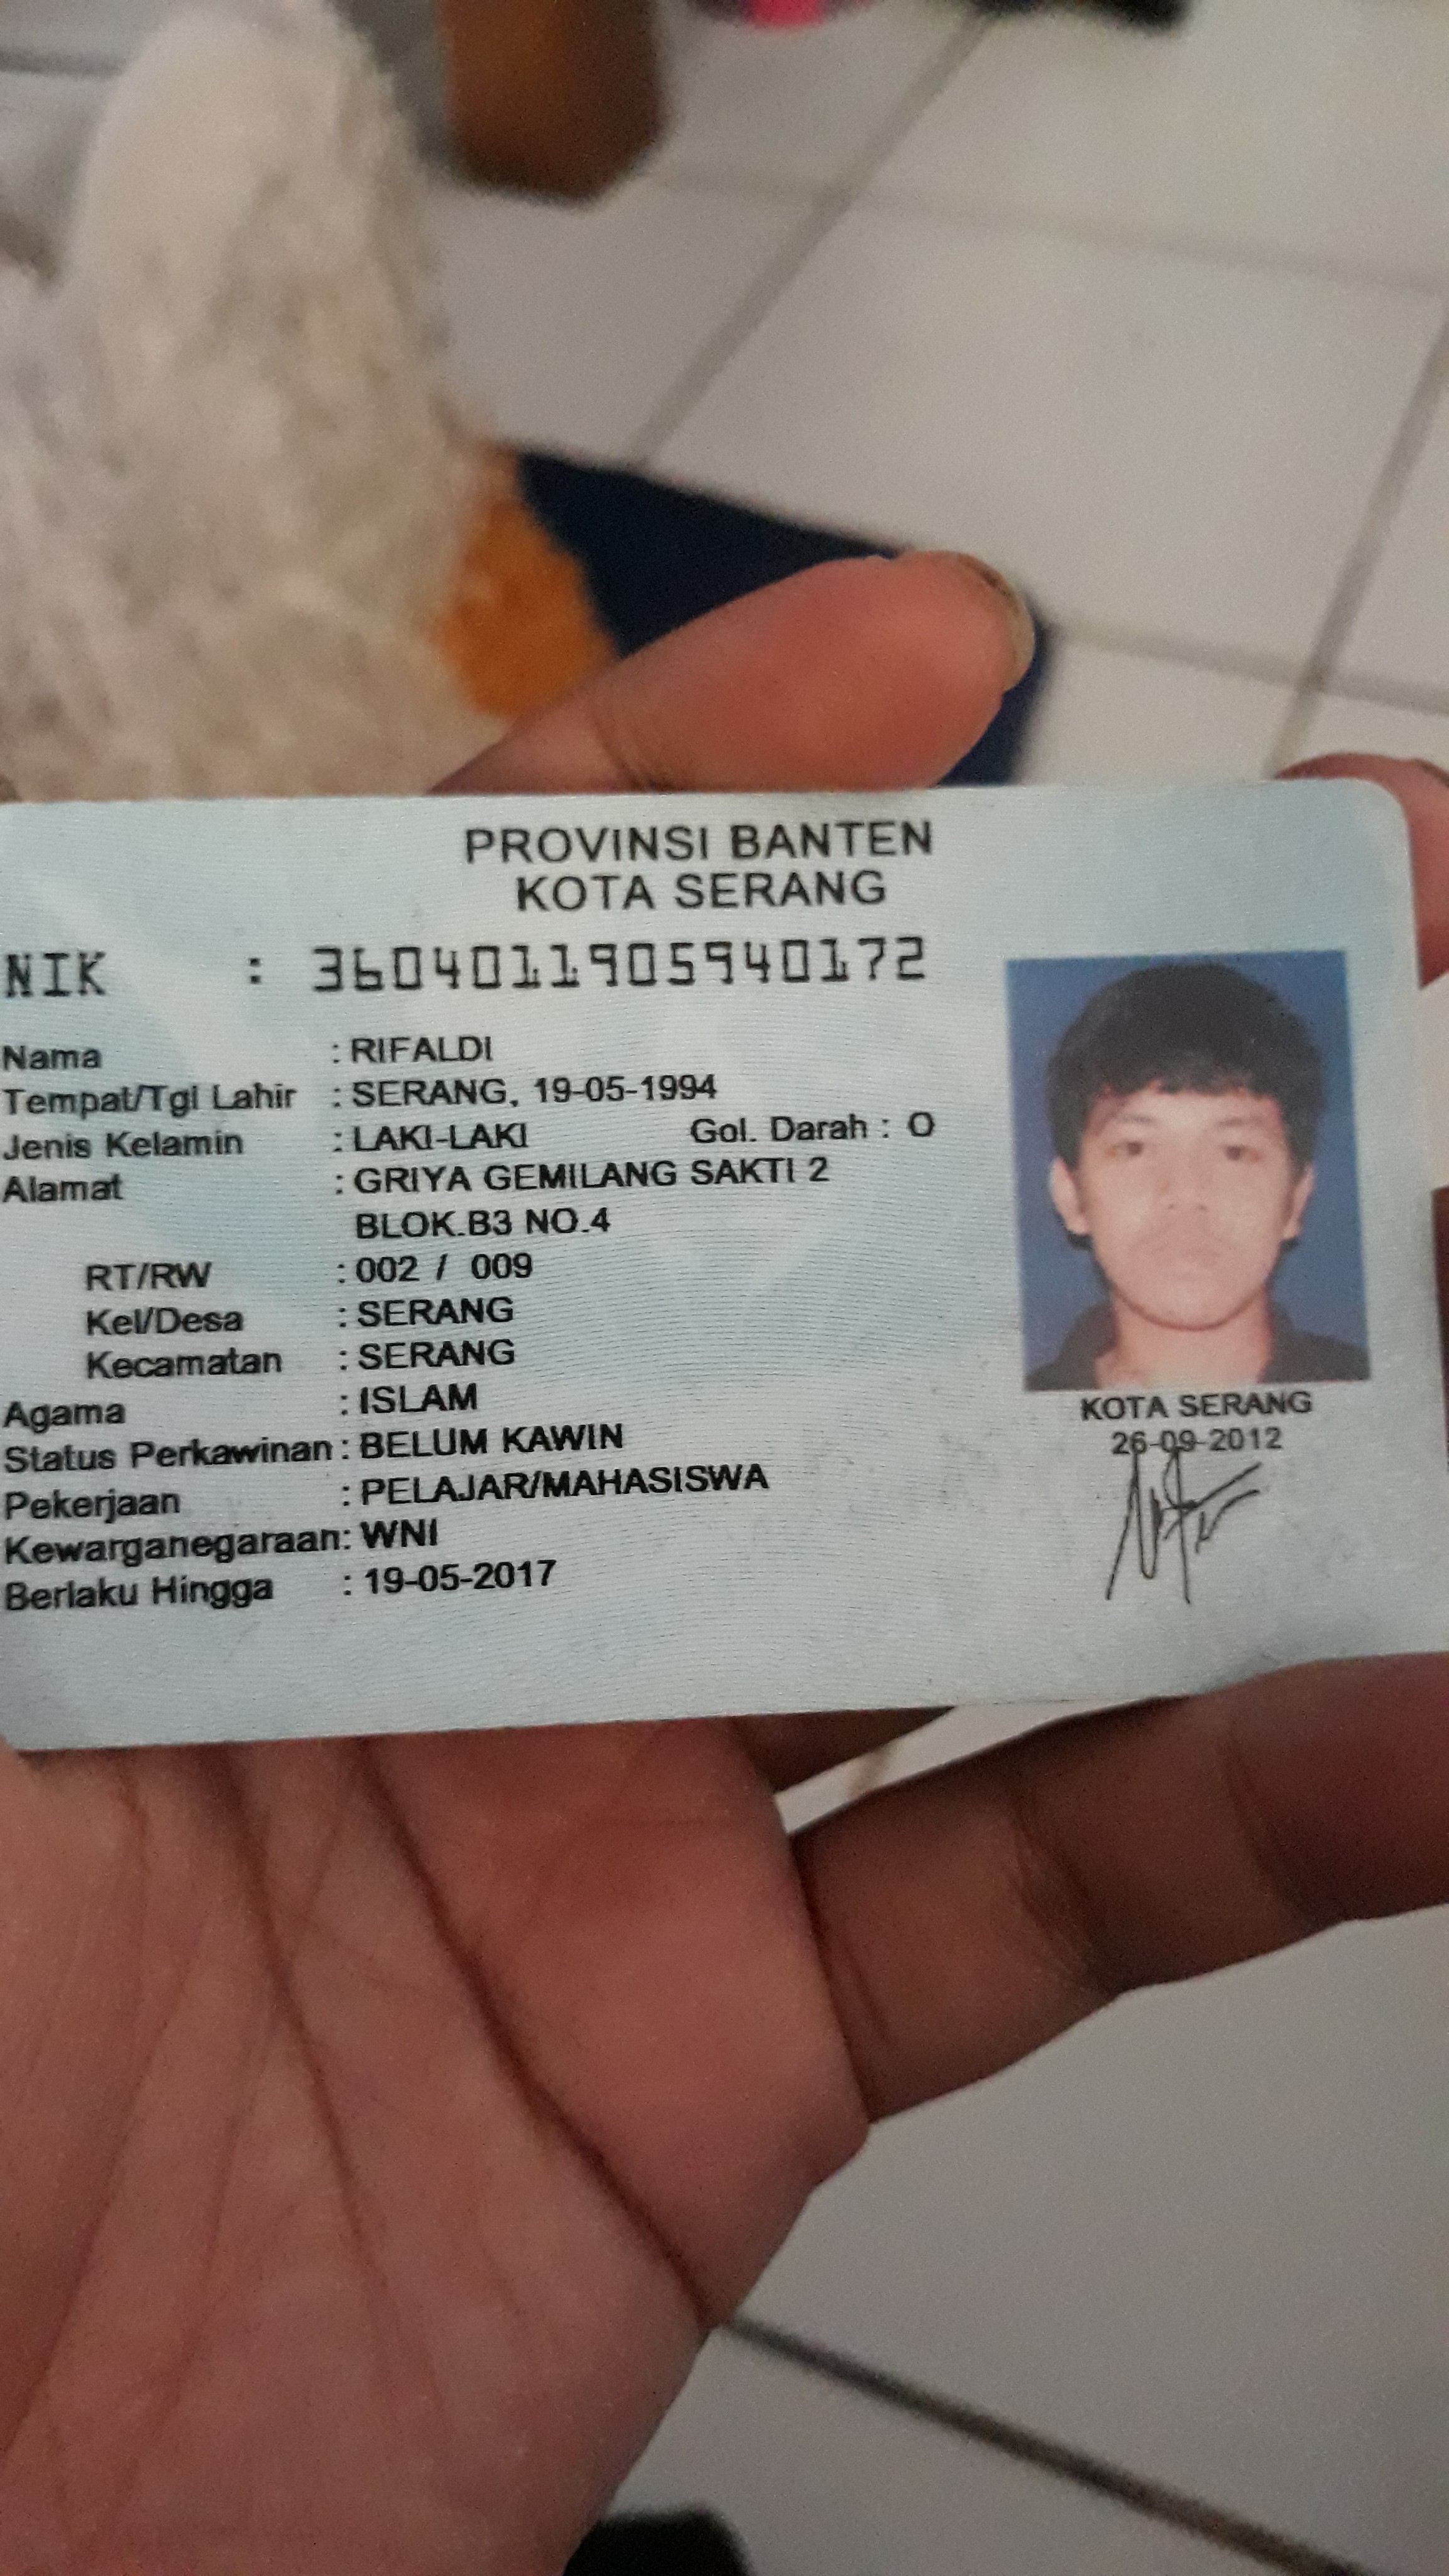 PROVINSI BANTEN
KOTA SERANG
NIK : 3604011905940172
Nama : RIFALDI
Tempat/Tgl Lahir : SERANG, 19-05-1994
Jenis Kelamin : LAKI-LAKI Gol. Darah : O
Alamat : GRIYA GEMILANG SAKTI 2
BLOK.B3 NO.4
RT/RW : 002 / 009
Kel/Desa : SERANG
Kecamatan : SERANG
Agama : ISLAM
Status Perkawinan : BELUM KAWIN
Pekerjaan : PELAJAR/MAHASISWA
Kewarganegaraan: WNI
Berlaku Hingga : 19-05-2017
KOTA SERANG
26-09-2012